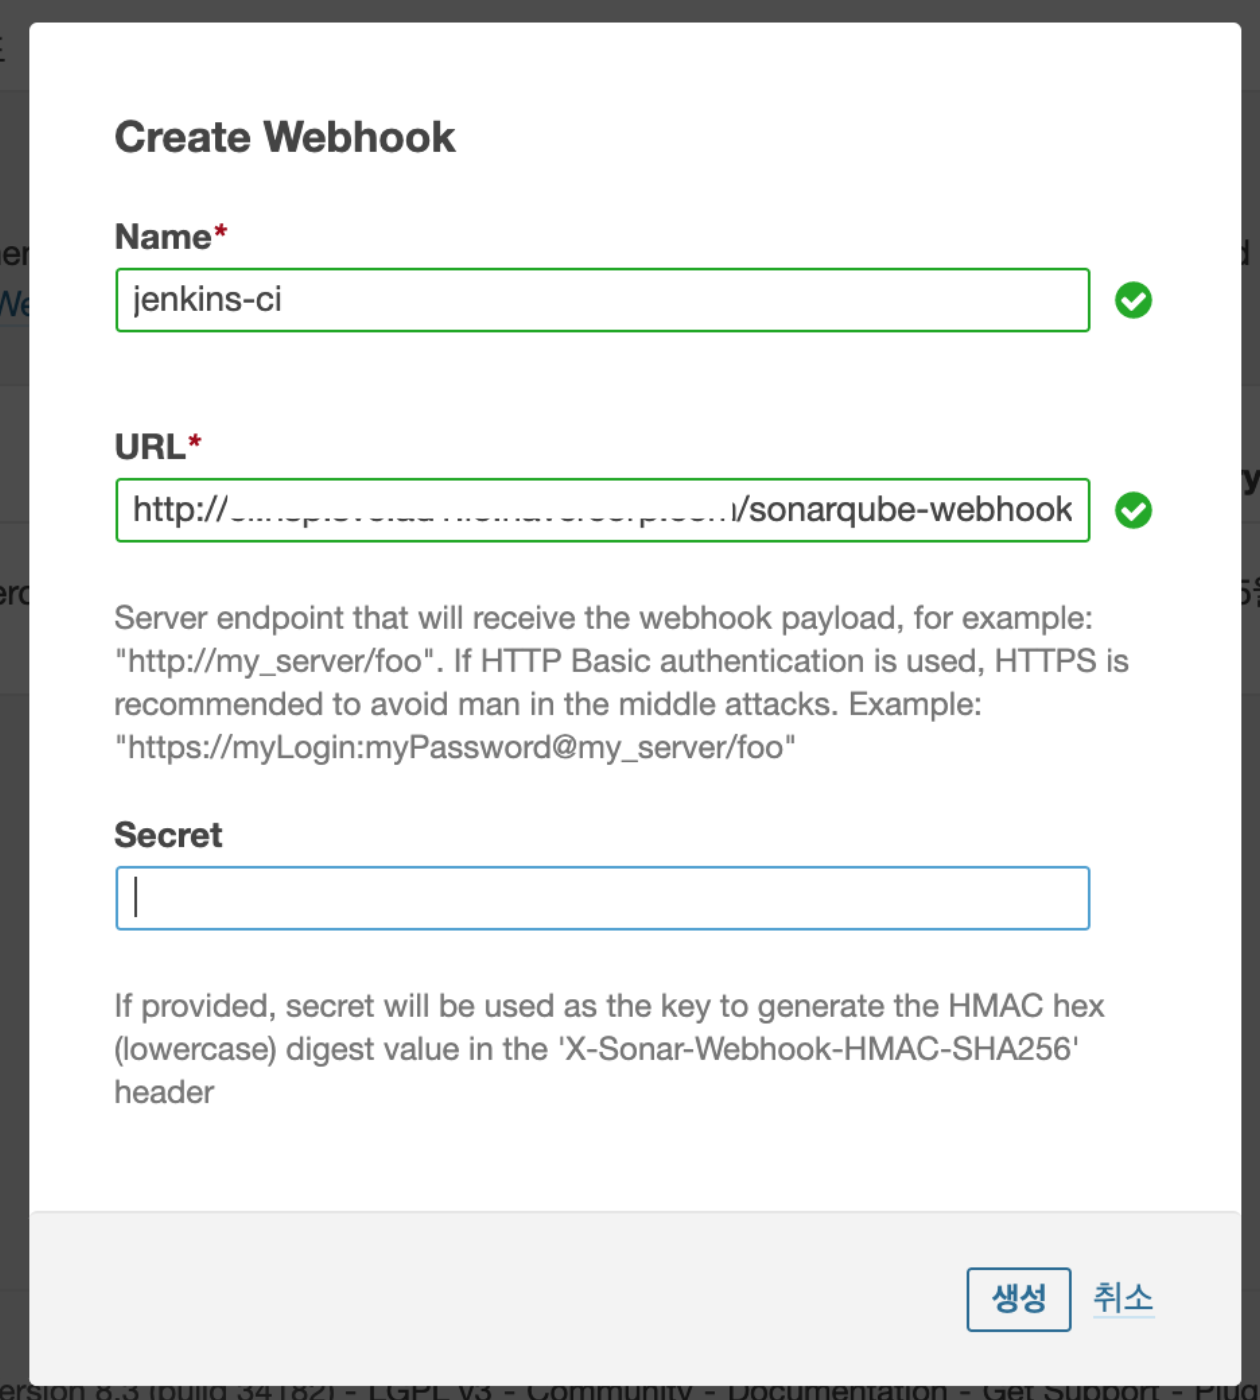 Create Webhook
Name*
jenkins-ci
URL*
http:// /sonarqube-webhook
Server endpoint that will receive the webhook payload, for example:
"http://my_server/foo". If HTTP Basic authentication is used, HTTPS is
recommended to avoid man in the middle attacks. Example:
"https://myLogin:myPassword@my_server/foo"
Secret
If provided, secret will be used as the key to generate the HMAC hex
(lowercase) digest value in the 'X-Sonar-Webhook-HMAC-SHA256'
header
생성 취소
ersion 8.3 (build 34182) - LGPL v3 - Community - Documentation - Get Support - Plug